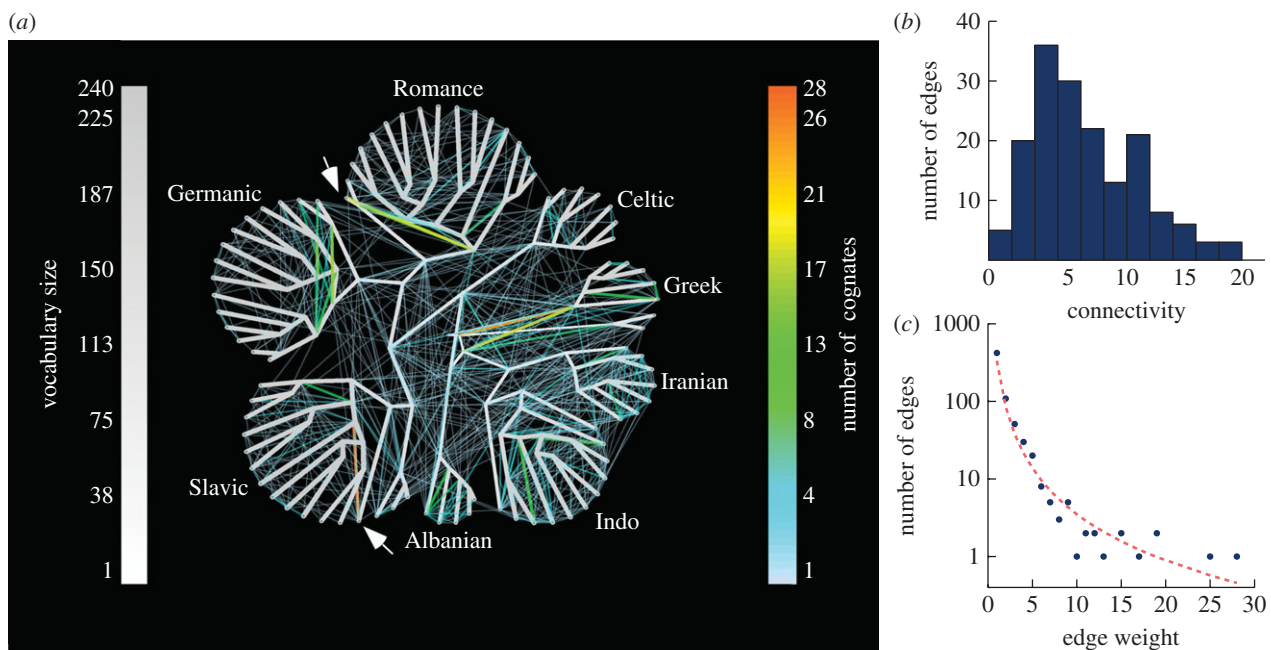 (a)
240
225
187
150
113
75
38
1
vocabulary size
Romance
Germanic
Celtic
Greek
Iranian
Indo
Albanian
Slavic
28
26
21
17
13
8
4
1
number of cognates
(b)
40
30
20
10
0 5 10 15 20
number of edges
connectivity
(c)
1000
100
10
1
0 5 10 15 20 25 30
number of edges
edge weight